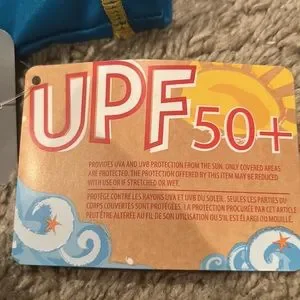 UPF 50+
PROVIDES UVA AND UVB PROTECTION FROM THE SUN. ONLY COVERED AREAS
ARE PROTECTED. THE PROTECTION OFFERED BY THIS ITEM MAY BE REDUCED
WITH USE OR IF STRETCHED OR WET.
PROTÈGE CONTRE LES RAYONS UVA ET UVB DU SOLEIL. SEULES LES PARTIES DU
CORPS COUVERTES SONT PROTÉGÉES. LA PROTECTION PROCURÉE PAR CET ARTICLE
PEUT ÊTRE ALTÉRÉE AU FIL DE SON UTILISATION OU S'IL EST ÉLARGI OU MOUILLÉ.